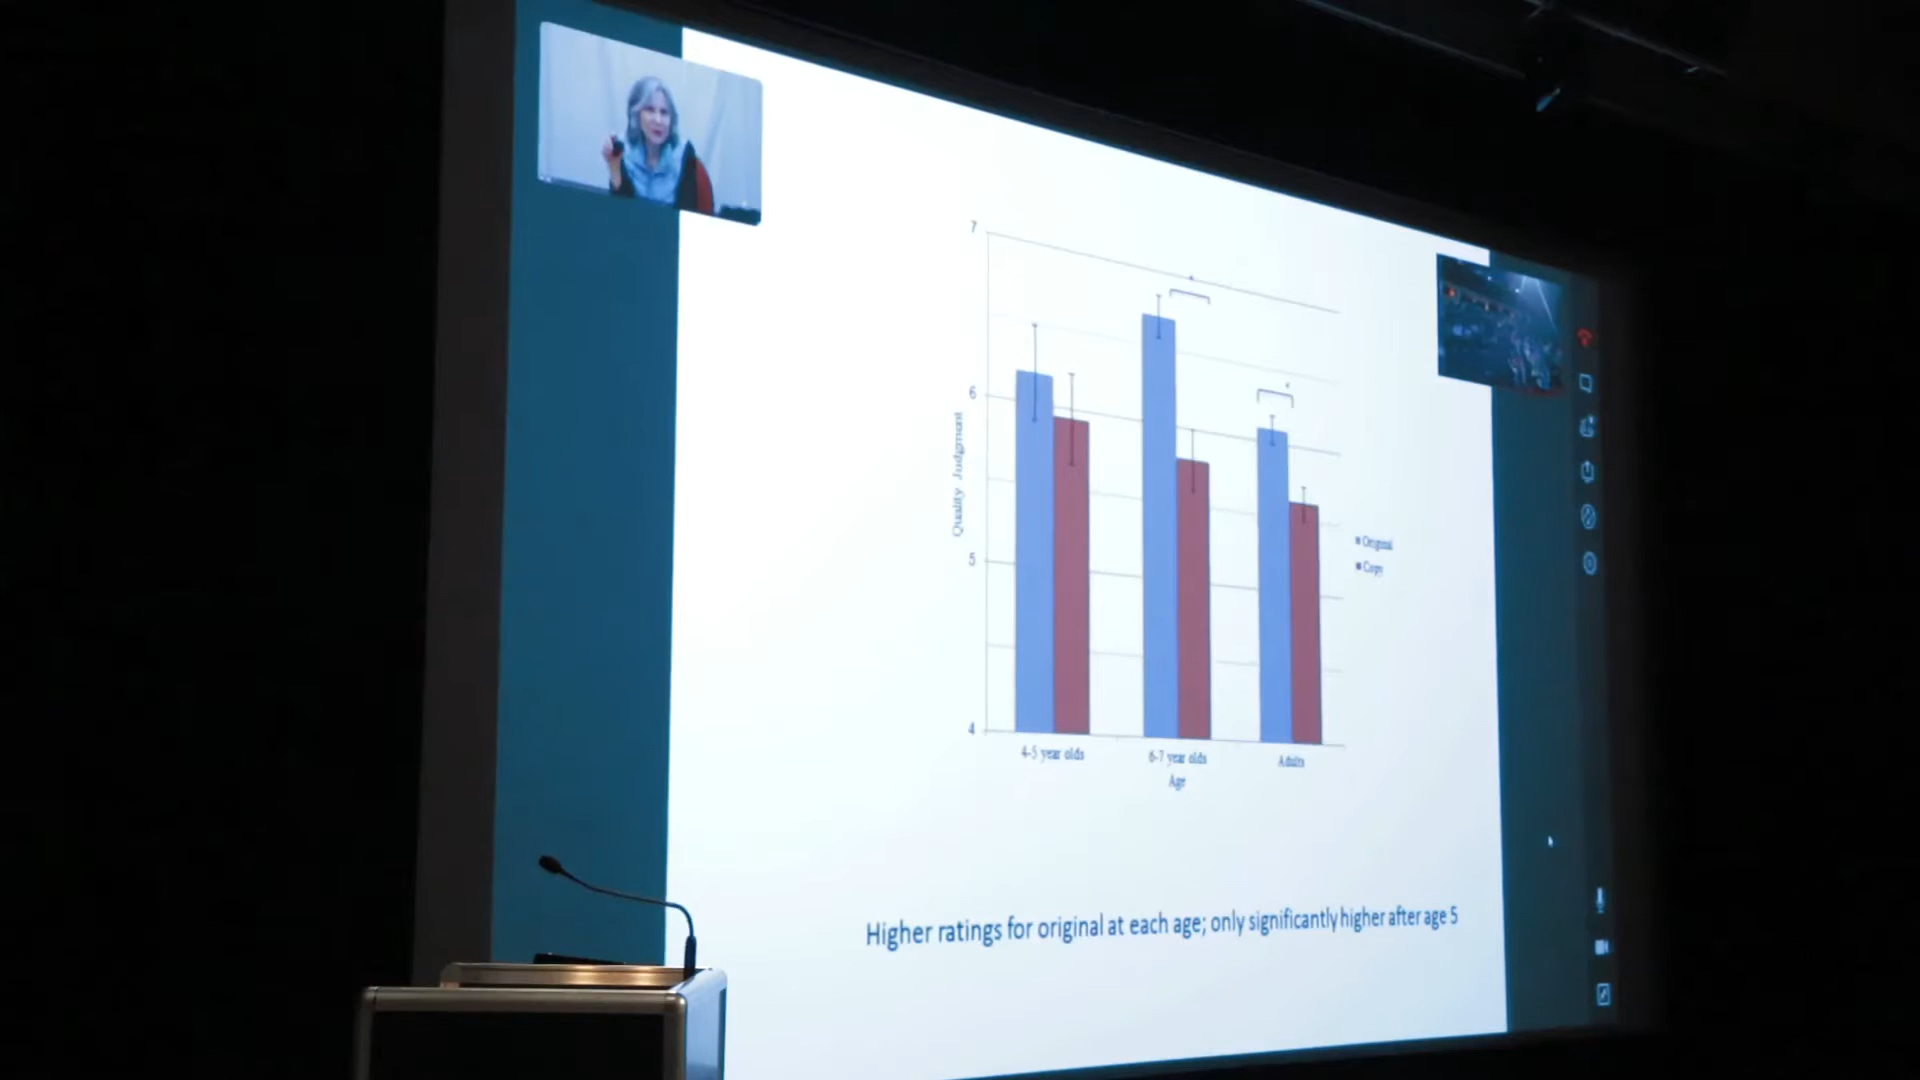 7
6
5
4
Quality Judgment
4-5 year olds
6-7 year olds
Adults
Age
Original
Copy
Higher ratings for original at each age; only significantly higher after age 5